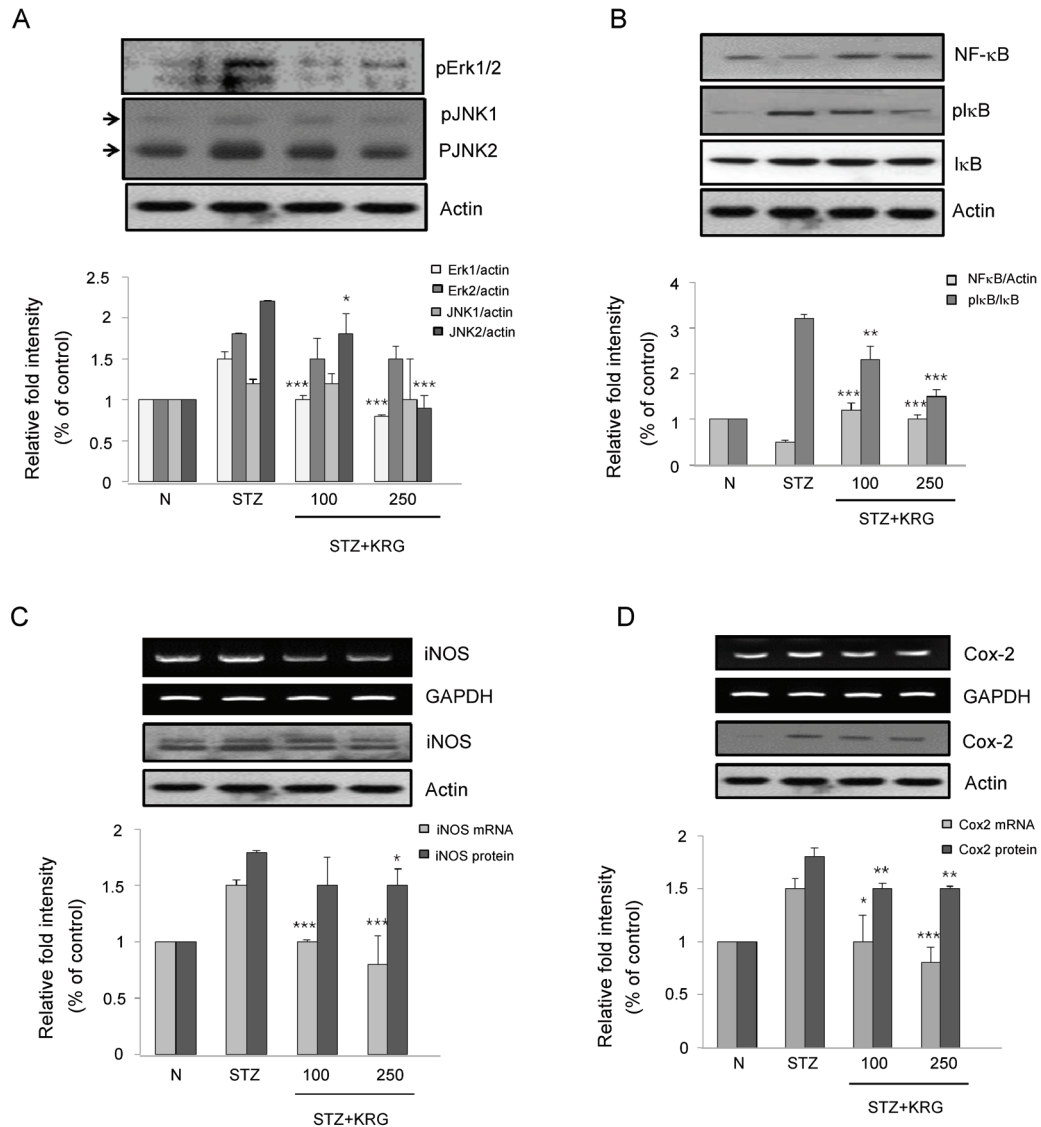 A
pErk1/2
pJNK1
PJNK2
Actin
Relative fold intensity
(% of control)
2.5
2
1.5
1
0.5
0
Erk1/actin
Erk2/actin
JNK1/actin
JNK2/actin
***
*
***
***
N
STZ
100
250
STZ+KRG
B
NF-κB
pIκB
IκB
Actin
Relative fold intensity
(% of control)
4
3.2
2
1
0
NFκB/Actin
pIκB/IκB
***
**
***
***
N
STZ
100
250
STZ+KRG
C
iNOS
GAPDH
iNOS
Actin
Relative fold intensity
(% of control)
2
1.5
1
0.5
0
iNOS mRNA
iNOS protein
***
***
*
N
STZ
100
250
STZ+KRG
D
Cox-2
GAPDH
Cox-2
Actin
Relative fold intensity
(% of control)
2
1.5
1
0.5
0
Cox2 mRNA
Cox2 protein
*
**
***
**
N
STZ
100
250
STZ+KRG